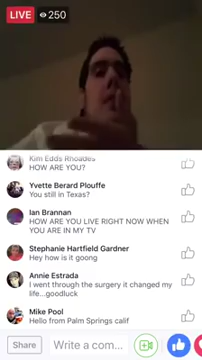 LIVE 250
Kim Edds Rhoades
HOW ARE YOU?
Yvette Berard Plouffe
You still in Texas?
Ian Brannan
HOW ARE YOU LIVE RIGHT NOW WHEN
YOU ARE IN MY TV
Stephanie Hartfield Gardner
Hey how is it goong
Annie Estrada
I went through the surgery it changed my
life...goodluck
Mike Pool
Hello from Palm Springs calif
Share Write a com...